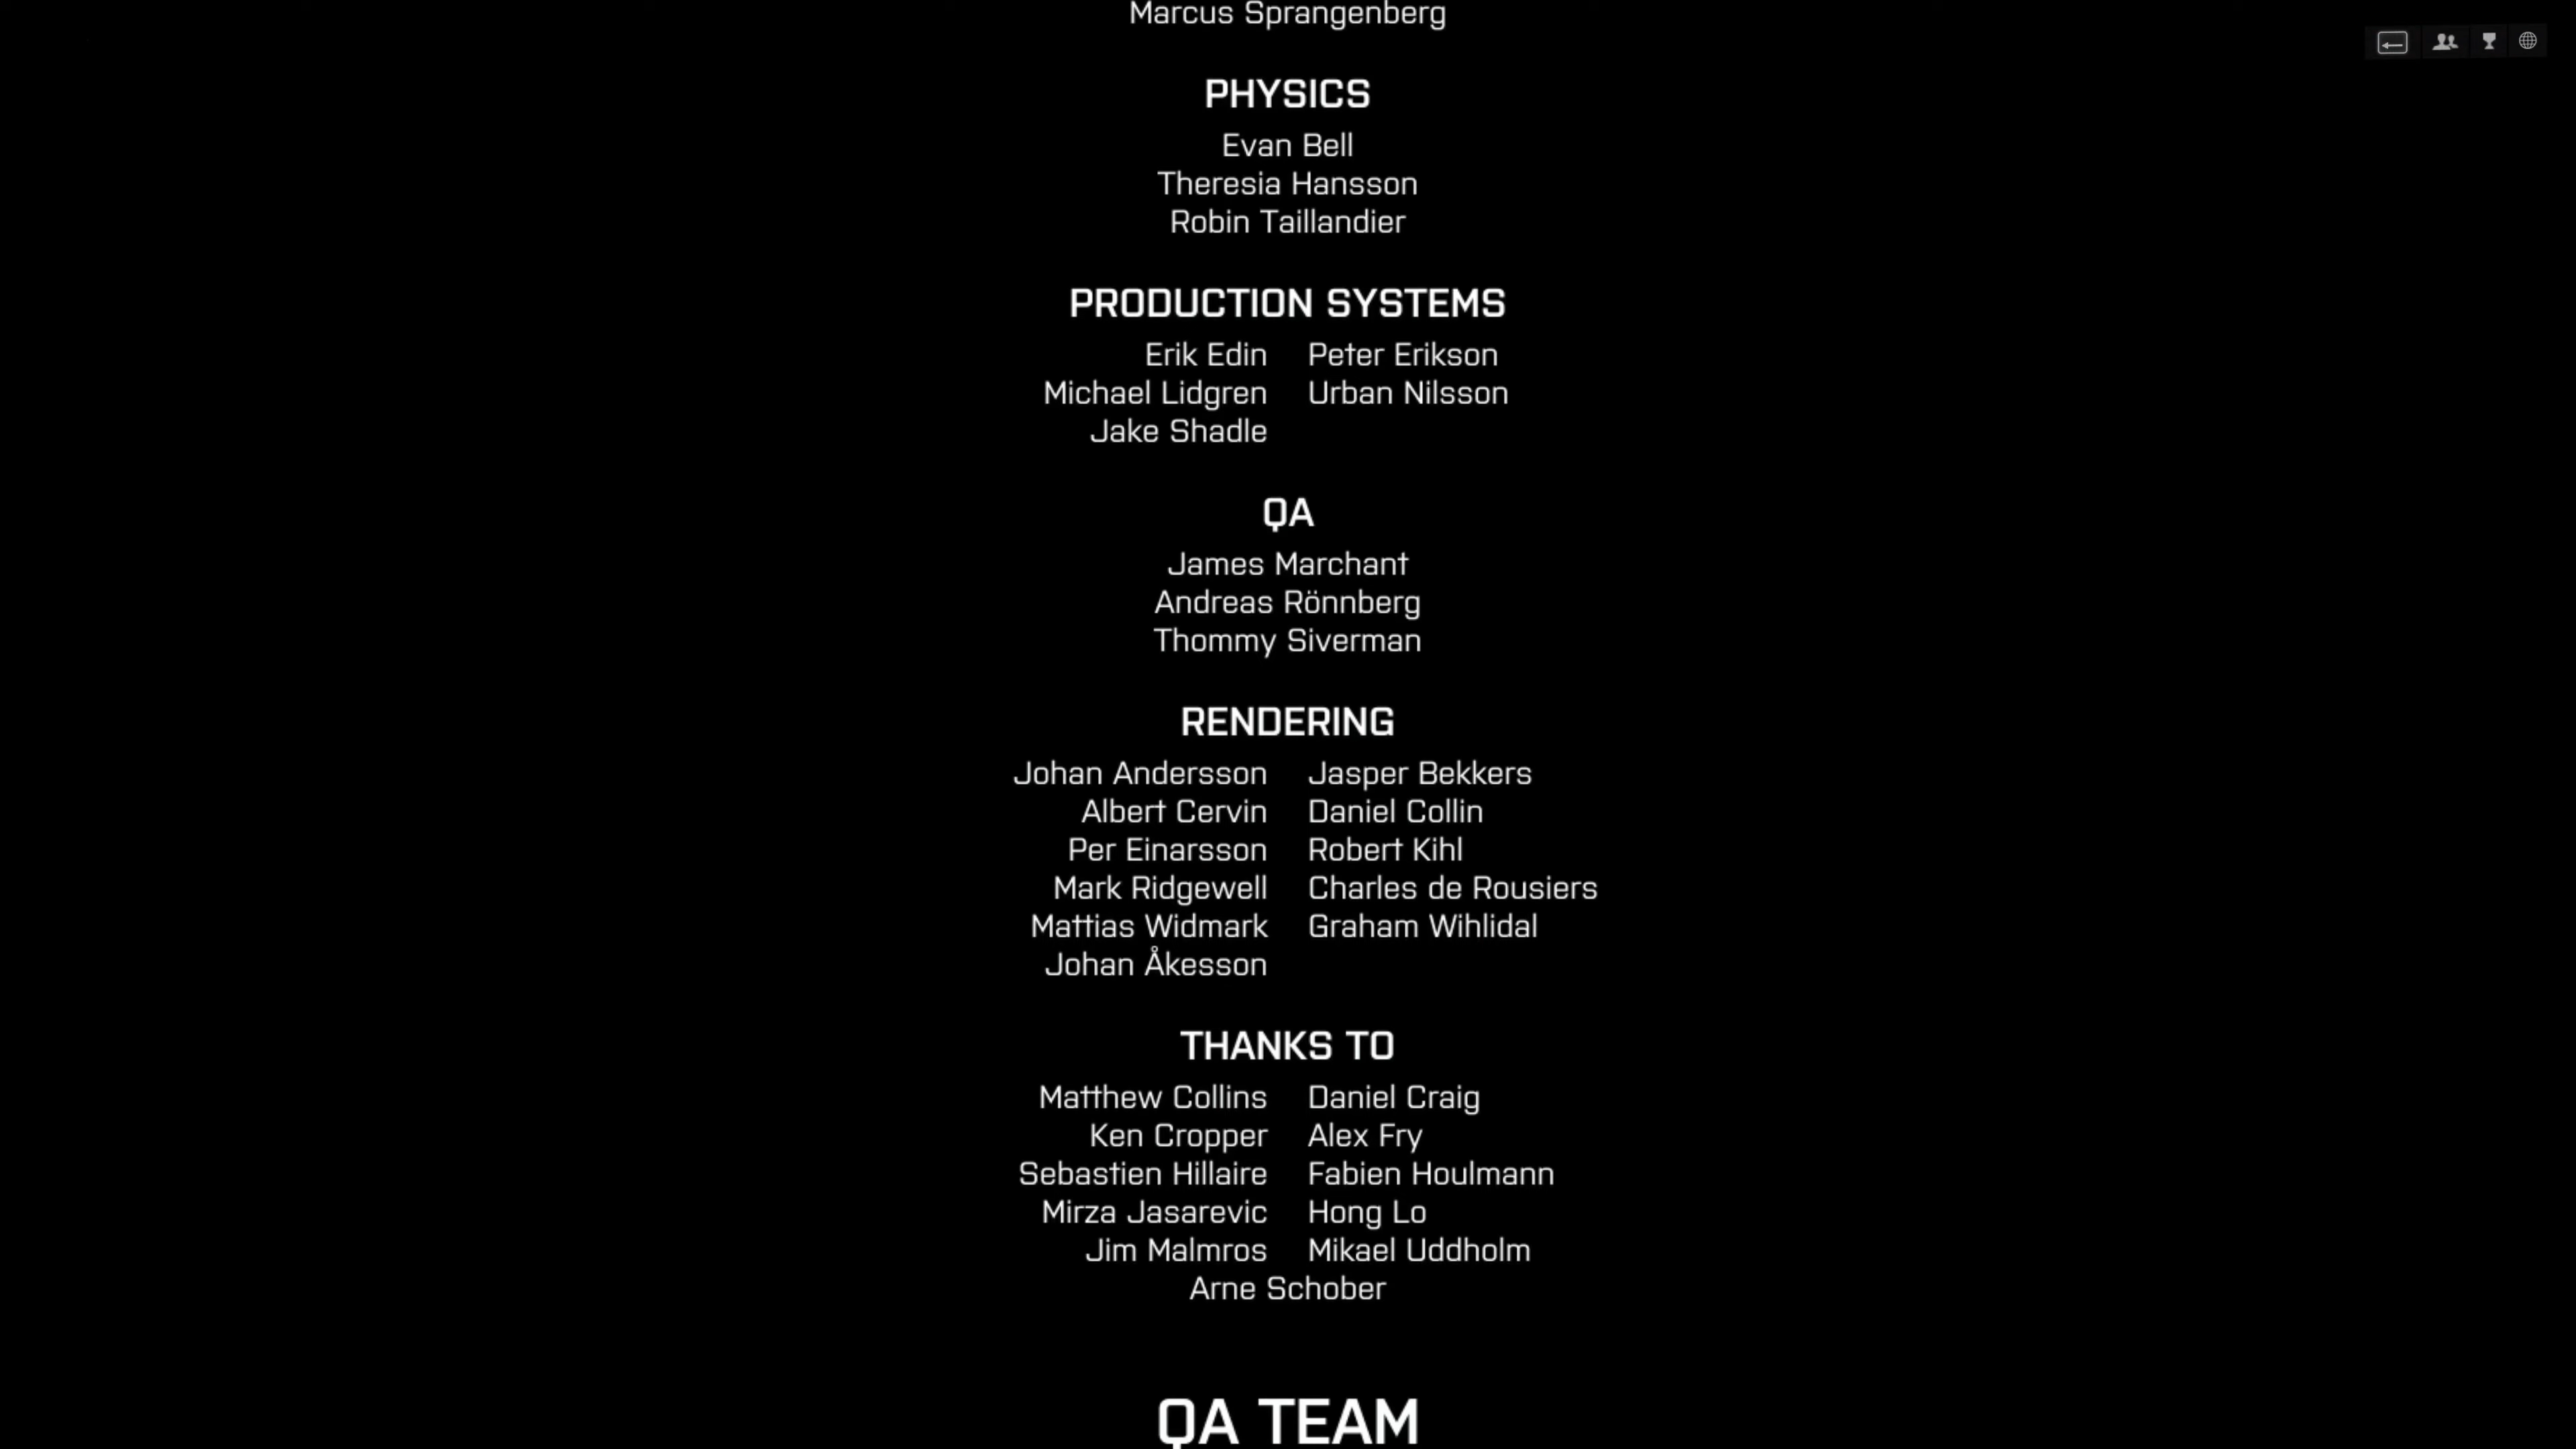 Marcus Sprangenberg
PHYSICS
Evan Bell
Theresia Hansson
Robin Taillandier
PRODUCTION SYSTEMS
Erik Edin Peter Erikson
Michael Lidgren Urban Nilsson
Jake Shadle
QA
James Marchant
Andreas Rönnberg
Thommy Siverman
RENDERING
Johan Andersson Jasper Bekkers
Albert Cervin Daniel Collin
Per Einarsson Robert Kihl
Mark Ridgewell Charles de Rousiers
Mattias Widmark Graham Wihlidal
Johan Åkesson
THANKS TO
Matthew Collins Daniel Craig
Ken Cropper Alex Fry
Sebastien Hillaire Fabien Houlmann
Mirza Jasarevic Hong Lo
Jim Malmros Mikael Uddholm
Arne Schober
QA TEAM